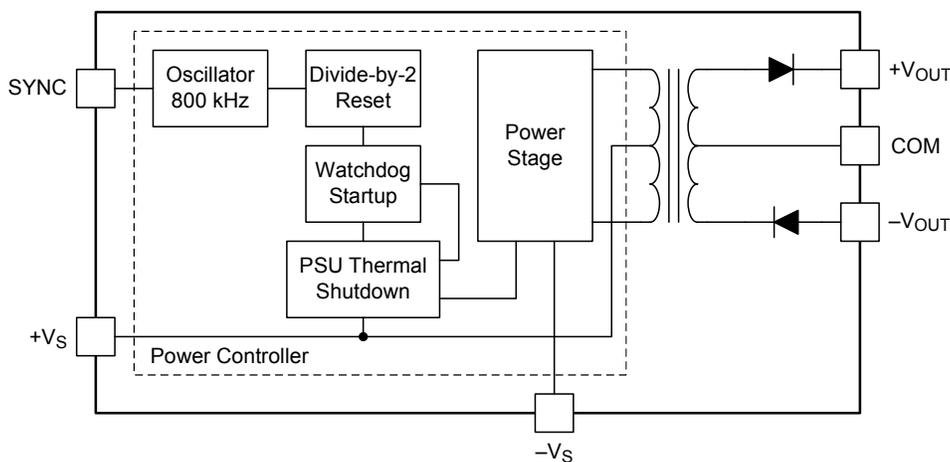 SYNC
Oscillator
800 kHz
Divide-by-2
Reset
Watchdog
Startup
PSU Thermal
Shutdown
Power
Stage
+VOUT
COM
–VOUT
+VS
Power Controller
–VS